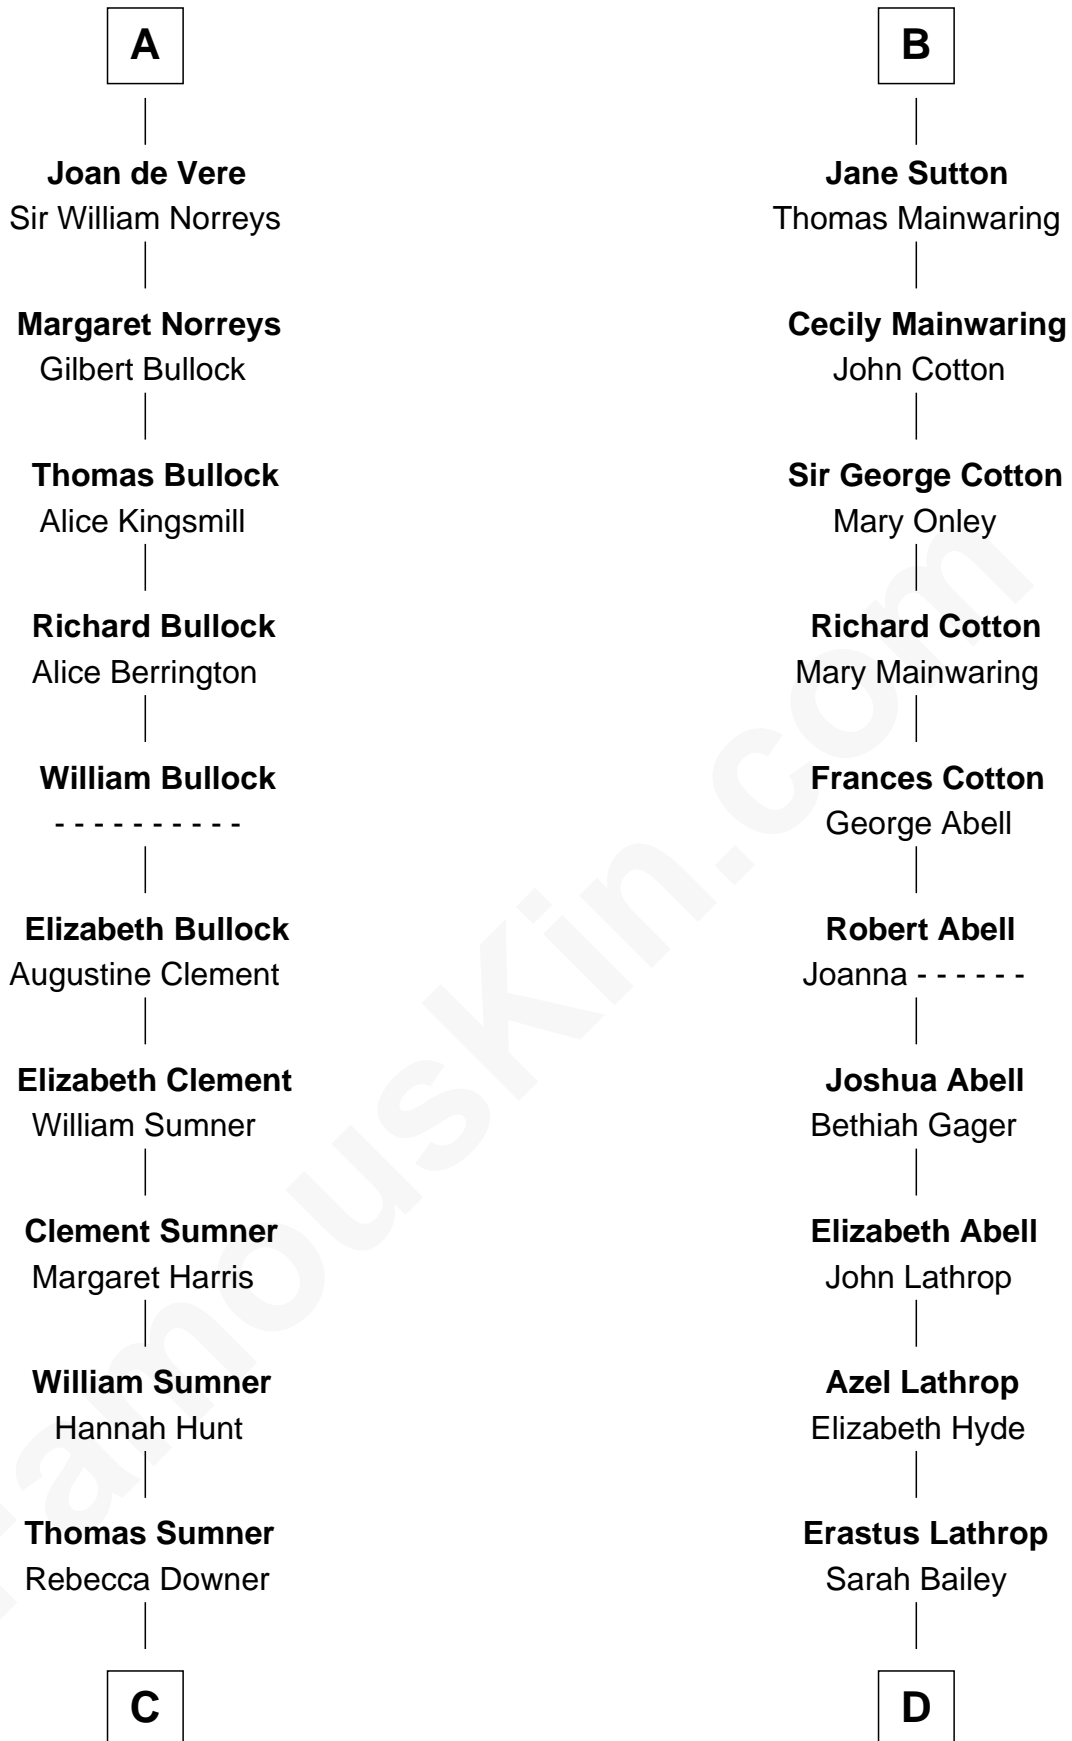 A
Joan de Vere
Sir William Norreys
Margaret Norreys
Gilbert Bullock
Thomas Bullock
Alice Kingsmill
Richard Bullock
Alice Berrington
William Bullock
- - - - - - - - - -
Elizabeth Bullock
Augustine Clement
Elizabeth Clement
William Sumner
Clement Sumner
Margaret Harris
William Sumner
Hannah Hunt
Thomas Sumner
Rebecca Downer
C
B
Jane Sutton
Thomas Mainwaring
Cecily Mainwaring
John Cotton
Sir George Cotton
Mary Onley
Richard Cotton
Mary Mainwaring
Frances Cotton
George Abell
Robert Abell
Joanna - - - - - -
Joshua Abell
Bethiah Gager
Elizabeth Abell
John Lathrop
Azel Lathrop
Elizabeth Hyde
Erastus Lathrop
Sarah Bailey
D
FamousKin.com